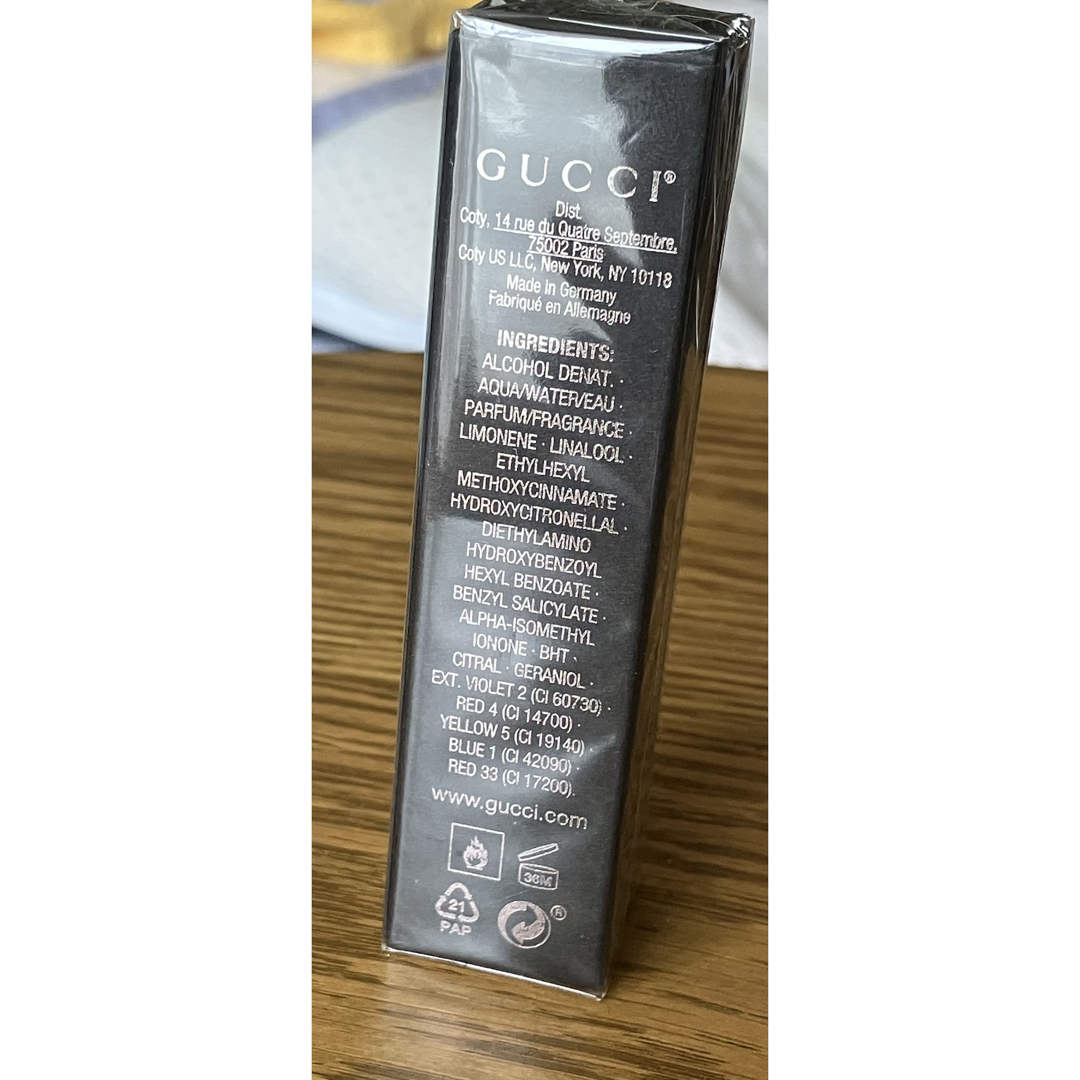 GUCCI®
Dist.
Coty, 14 rue du Quatre Septembre,
75002 Paris
Coty US LLC, New York, NY 10118
Made in Germany
Fabriqué en Allemagne
INGREDIENTS:
ALCOHOL DENAT. ·
AQUA/WATER/EAU ·
PARFUM/FRAGRANCE ·
LIMONENE · LINALOOL ·
ETHYLHEXYL
METHOXYCINNAMATE ·
HYDROXYCITRONELLAL ·
DIETHYLAMINO
HYDROXYBENZOYL
HEXYL BENZOATE ·
BENZYL SALICYLATE ·
ALPHA-ISOMETHYL
IONONE · BHT ·
CITRAL · GERANIOL ·
EXT. VIOLET 2 (CI 60730) ·
RED 4 (CI 14700) ·
YELLOW 5 (CI 19140) ·
BLUE 1 (CI 42090) ·
RED 33 (CI 17200).
www.gucci.com
36M
21
PAP
®